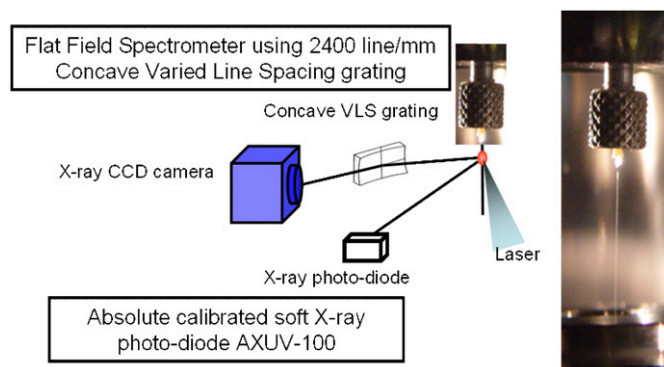 Flat Field Spectrometer using 2400 line/mm
Concave Varied Line Spacing grating
Concave VLS grating
X-ray CCD camera
Laser
X-ray photo-diode
Absolute calibrated soft X-ray
photo-diode AXUV-100